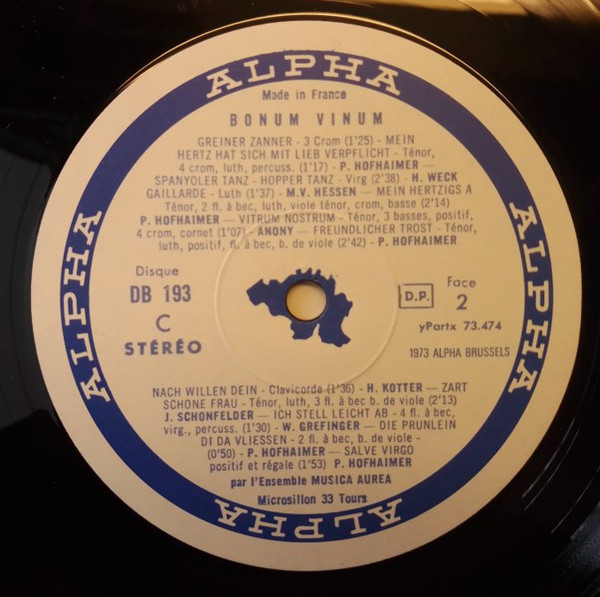 ALPHA
Made in France
BONUM VINUM
GREINER ZANNER - 3 Crom (1'25) - MEIN
HERTZ HAT SICH MIT LIEB VERPFLICHT - Ténor,
4 crom, luth, percuss. (1'17) - P. HOFHAIMER —
SPANYOLER TANZ - HOPPER TANZ - Virg (2'38) - H. WECK
GAILLARDE - Luth (1'37) - M.V. HESSEN — MEIN HERTZIGS A
Ténor, 2 fl. à bec, luth, viole ténor, crom, basse (2'14)
P. HOFHAIMER — VITRUM NOSTRUM - Ténor, 3 basses, positif,
4 crom, cornet (1'07) - ANONY — FREUNDLICHER TROST - Ténor,
luth, positif, fl. à bec, b. de viole (2'42) - P. HOFHAIMER
Disque
DB 193
C
STÉRÉO
D.P.
Face
2
yPartx 73.474
1973 ALPHA BRUSSELS
ALPHA
ALPHA
NACH WILLEN DEIN - Clavicorde (1'36) - H. KOTTER — ZART
SCHONE FRAU - Ténor, luth, 3 fl. à bec b. de viole (2'13)
J. SCHONFELDER — ICH STELL LEICHT AB - 4 fl. à bec,
virg., percuss. (1'30) - W. GREFINGER — DIE PRUNLEIN
DI DA VLIESSEN - 2 fl. à bec, b. de viole -
(0'50) - P. HOFHAIMER — SALVE VIRGO
positif et régale (1'53) P. HOFHAIMER
par l'Ensemble MUSICA AUREA
Microsillon 33 Tours
ALPHA